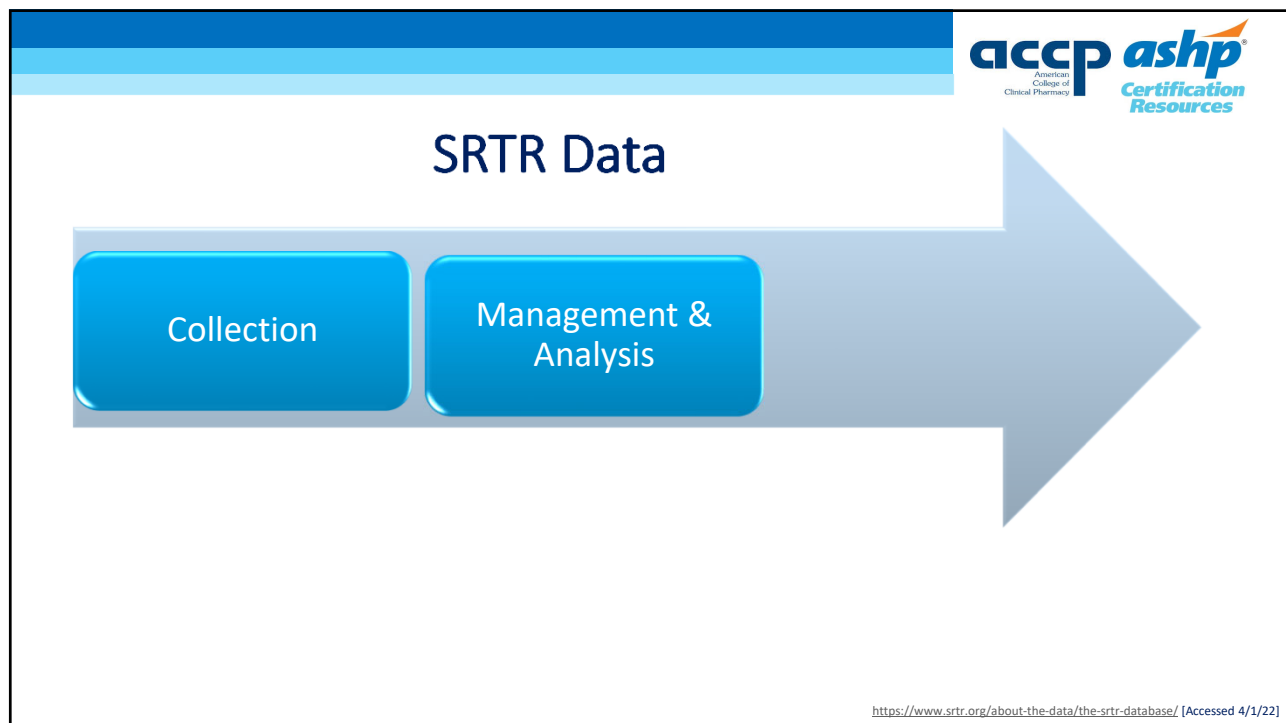 accp
American
College of
Clinical Pharmacy
ashp®
Certification
Resources
SRTR Data
Collection
Management &
Analysis
https://www.srtr.org/about-the-data/the-srtr-database/ [Accessed 4/1/22]